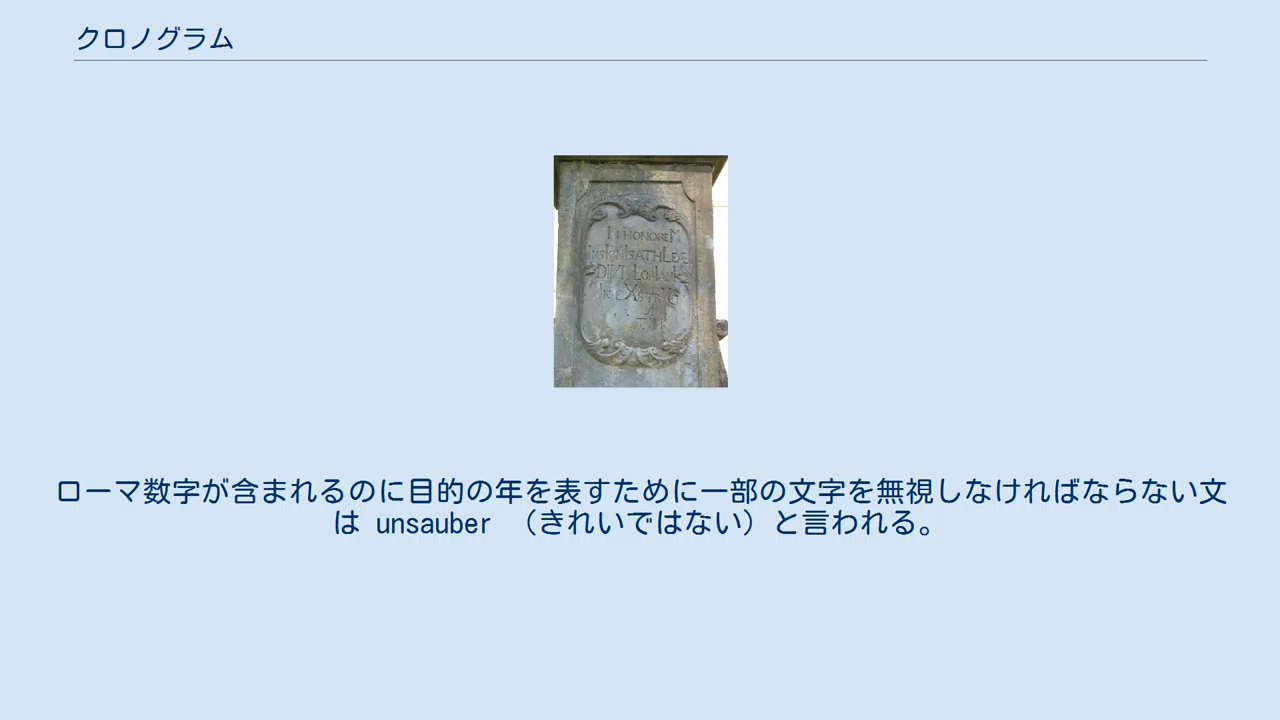 クロノグラム
IN HONOREM
ローマ数字が含まれるのに目的の年を表すために一部の文字を無視しなければならない文
は unsauber （きれいではない）と言われる。